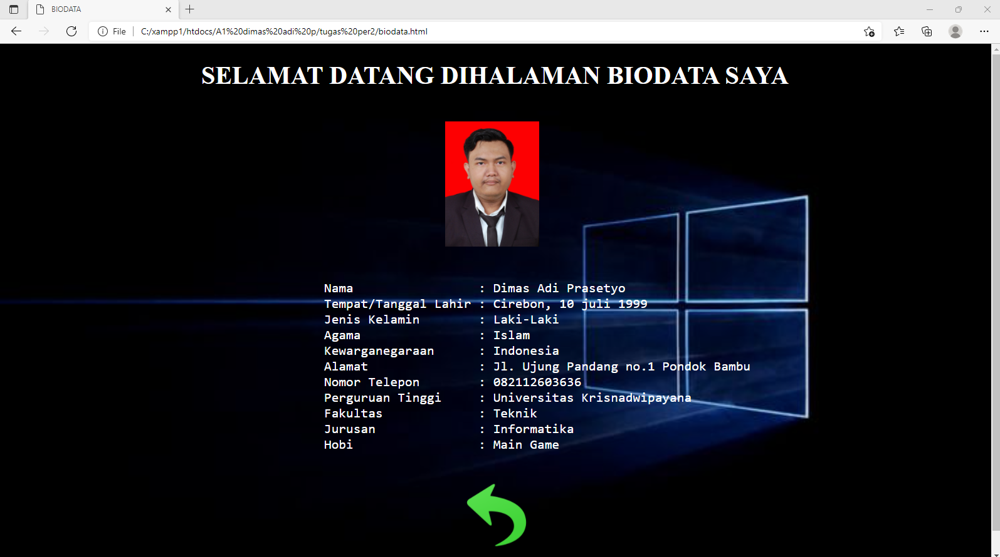 BIODATA
File
C:/xampp1/htdocs/A1%20dimas%20adi%20p/tugas%20per2/biodata.html
SELAMAT DATANG DIHALAMAN BIODATA SAYA
Nama : Dimas Adi Prasetyo
Tempat/Tanggal Lahir : Cirebon, 10 juli 1999
Jenis Kelamin : Laki-Laki
Agama : Islam
Kewarganegaraan : Indonesia
Alamat : Jl. Ujung Pandang no.1 Pondok Bambu
Nomor Telepon : 082112603636
Perguruan Tinggi : Universitas Krisnadwipayana
Fakultas : Teknik
Jurusan : Informatika
Hobi : Main Game